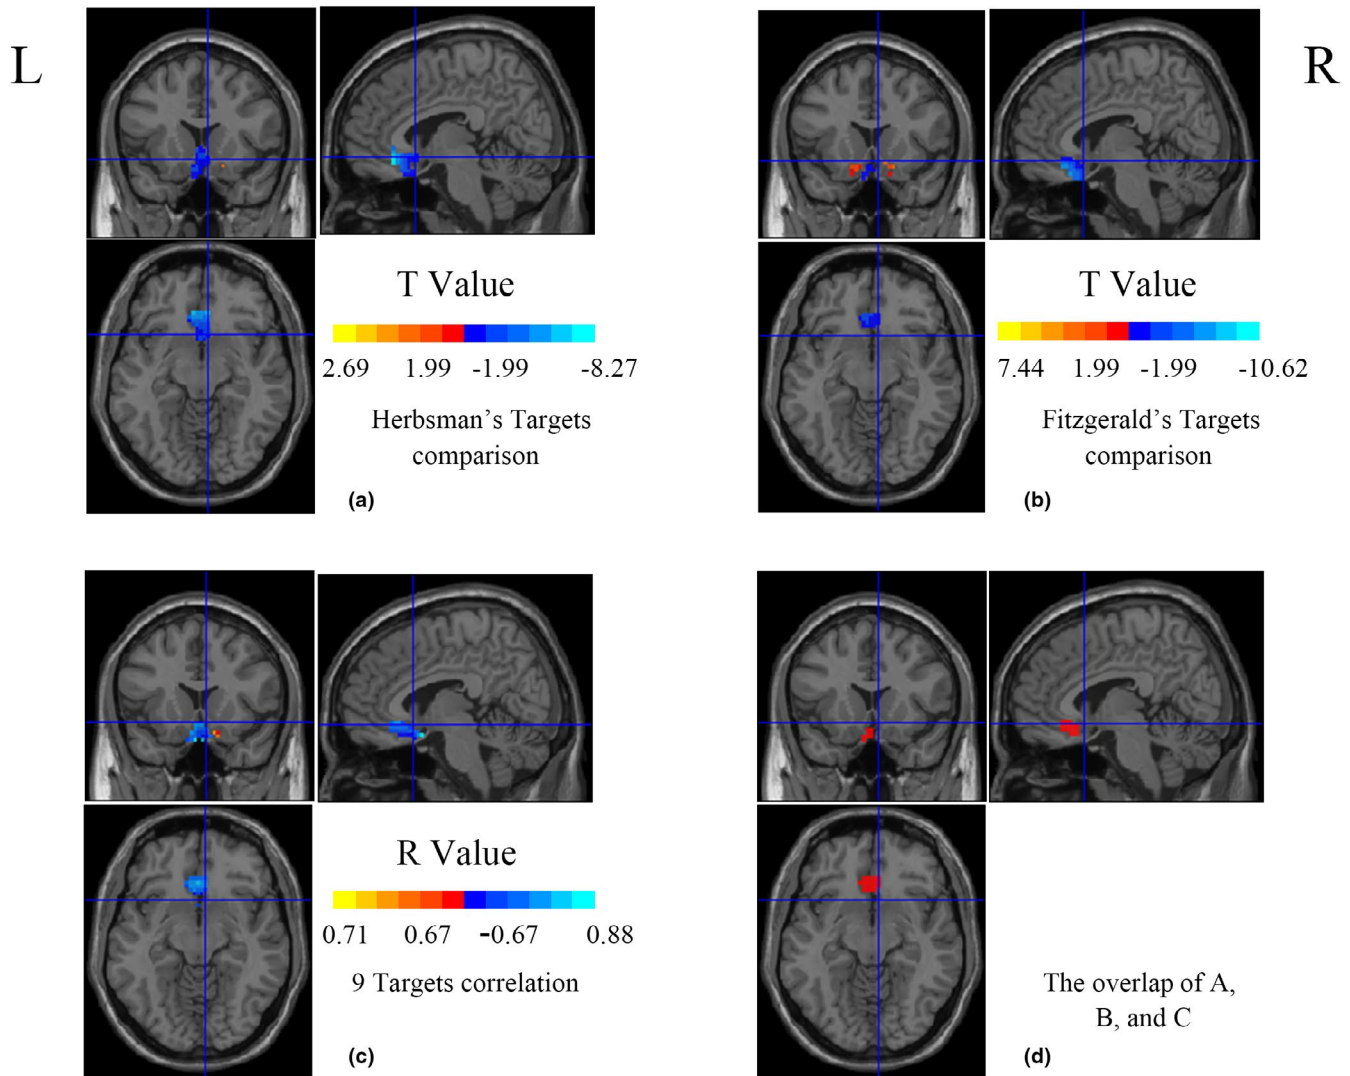 L
R
T Value
2.69 1.99 -1.99 -8.27
Herbsman's Targets
comparison
(a)
T Value
7.44 1.99 -1.99 -10.62
Fitzgerald's Targets
comparison
(b)
R Value
0.71 0.67 -0.67 0.88
9 Targets correlation
(c)
The overlap of A,
B, and C
(d)